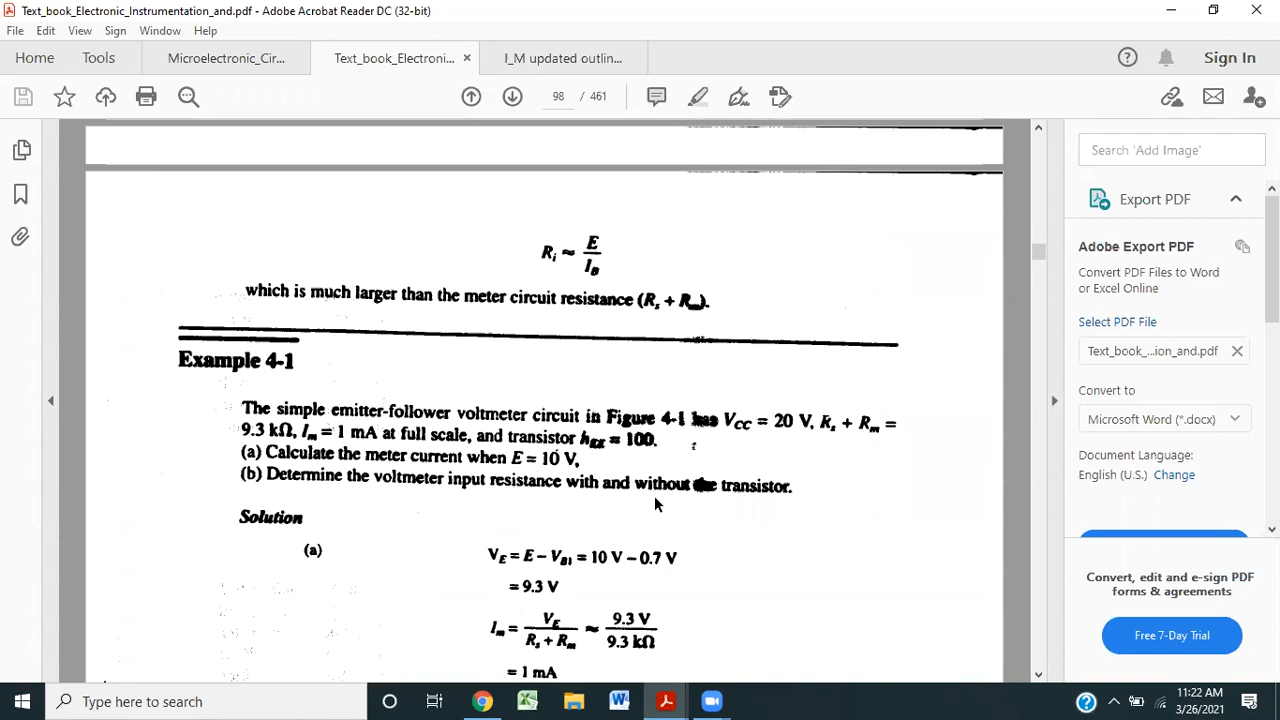 Text_book_Electronic_Instrumentation_and.pdf - Adobe Acrobat Reader DC (32-bit)
File Edit View Sign Window Help
Home Tools Microelectronic_Cir... Text_book_Electroni... × I_M updated outlin... Sign In
98 / 461
Search 'Add Image'
Export PDF
Adobe Export PDF
Convert PDF Files to Word
or Excel Online
Select PDF File
Text_book_...ion_and.pdf
Convert to
Microsoft Word (*.docx)
Document Language:
English (U.S.) Change
Convert, edit and e-sign PDF
forms & agreements
Free 7-Day Trial
R_i ≈ E / I_B
which is much larger than the meter circuit resistance (R_s + R_m).
Example 4-1
The simple emitter-follower voltmeter circuit in Figure 4-1 has V_CC = 20 V, R_s + R_m =
9.3 kΩ, I_m = 1 mA at full scale, and transistor h_FE = 100.
(a) Calculate the meter current when E = 10 V,
(b) Determine the voltmeter input resistance with and without the transistor.
Solution
(a) V_E = E − V_BE = 10 V − 0.7 V
= 9.3 V
I_m = V_E / (R_s + R_m) ≈ 9.3 V / 9.3 kΩ
= 1 mA
Type here to search
11:22 AM
3/26/2021